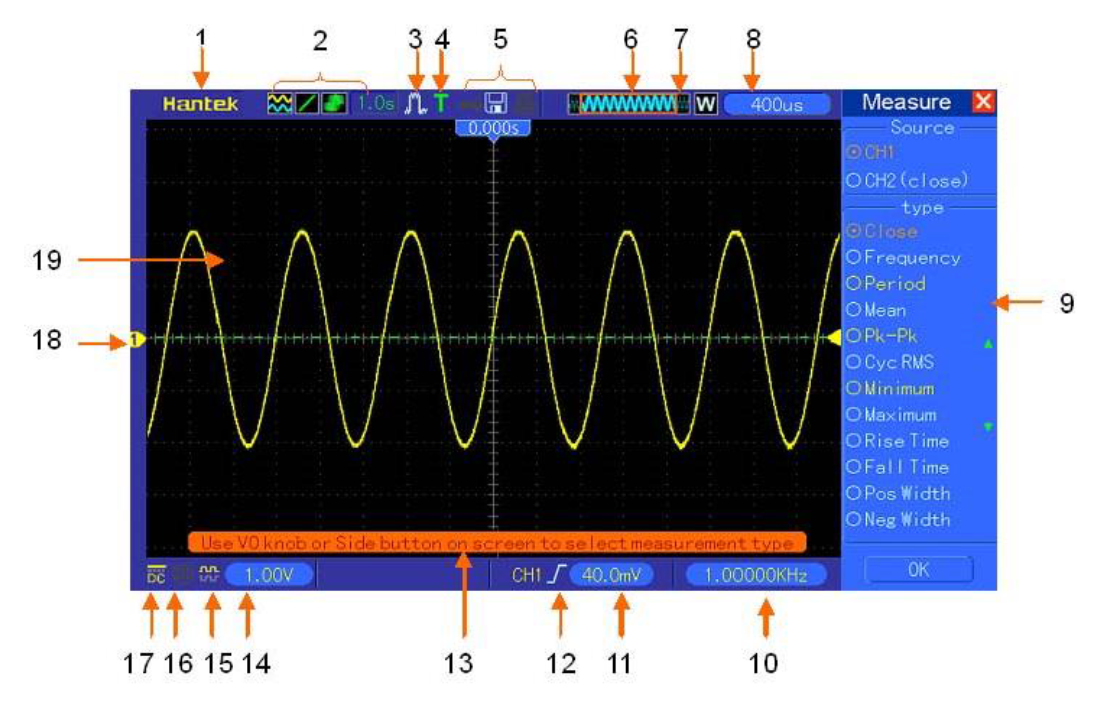 1 2 3 4 5 6 7 8
Hantek 1.0s T W 400us Measure
0.000s
Source
CH1
CH2(close)
type
Close
Frequency
Period
Mean
Pk-Pk
Cyc RMS
Minimum
Maximum
Rise Time
Fall Time
Pos Width
Neg Width
OK
19
9
18
1
Use V0 knob or Side button on screen to select measurement type
DC 1.00V CH1 40.0mV 1.00000KHz
17 16 15 14 13 12 11 10